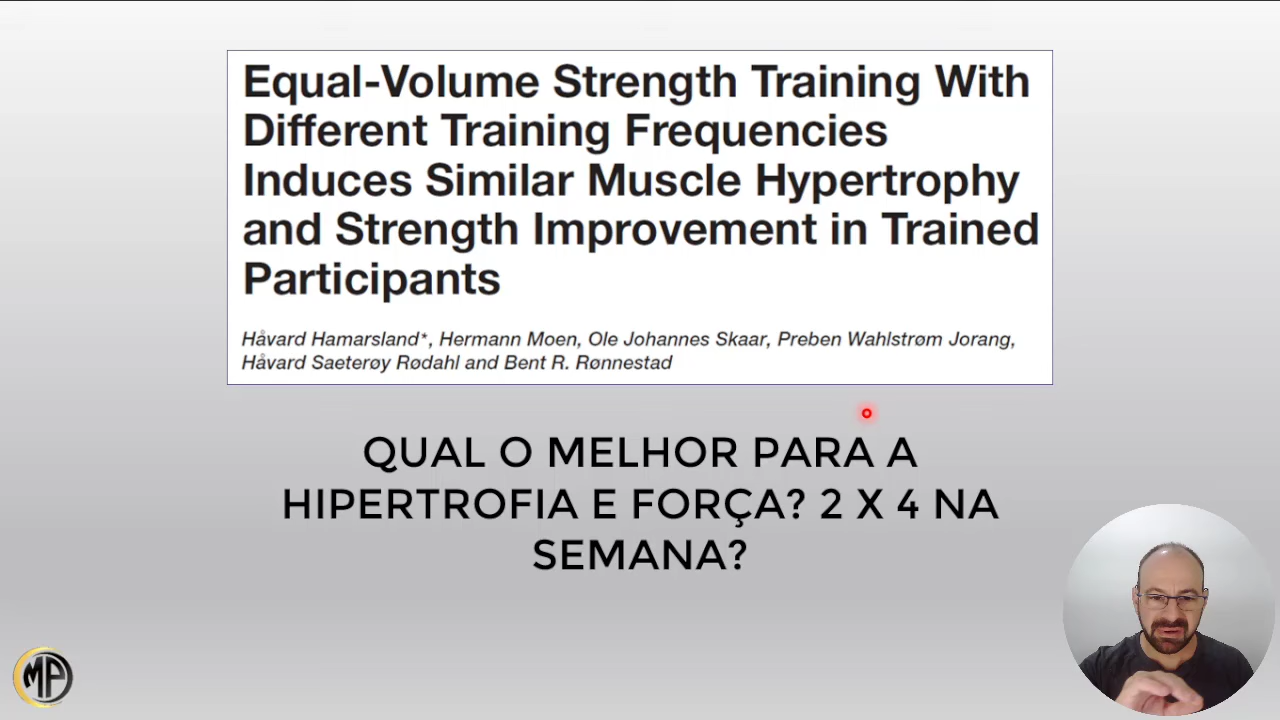 Equal-Volume Strength Training With
Different Training Frequencies
Induces Similar Muscle Hypertrophy
and Strength Improvement in Trained
Participants
Håvard Hamarsland*, Hermann Moen, Ole Johannes Skaar, Preben Wahlstrøm Jorang,
Håvard Saeterøy Rødahl and Bent R. Rønnestad
QUAL O MELHOR PARA A
HIPERTROFIA E FORÇA? 2 X 4 NA
SEMANA?
MP